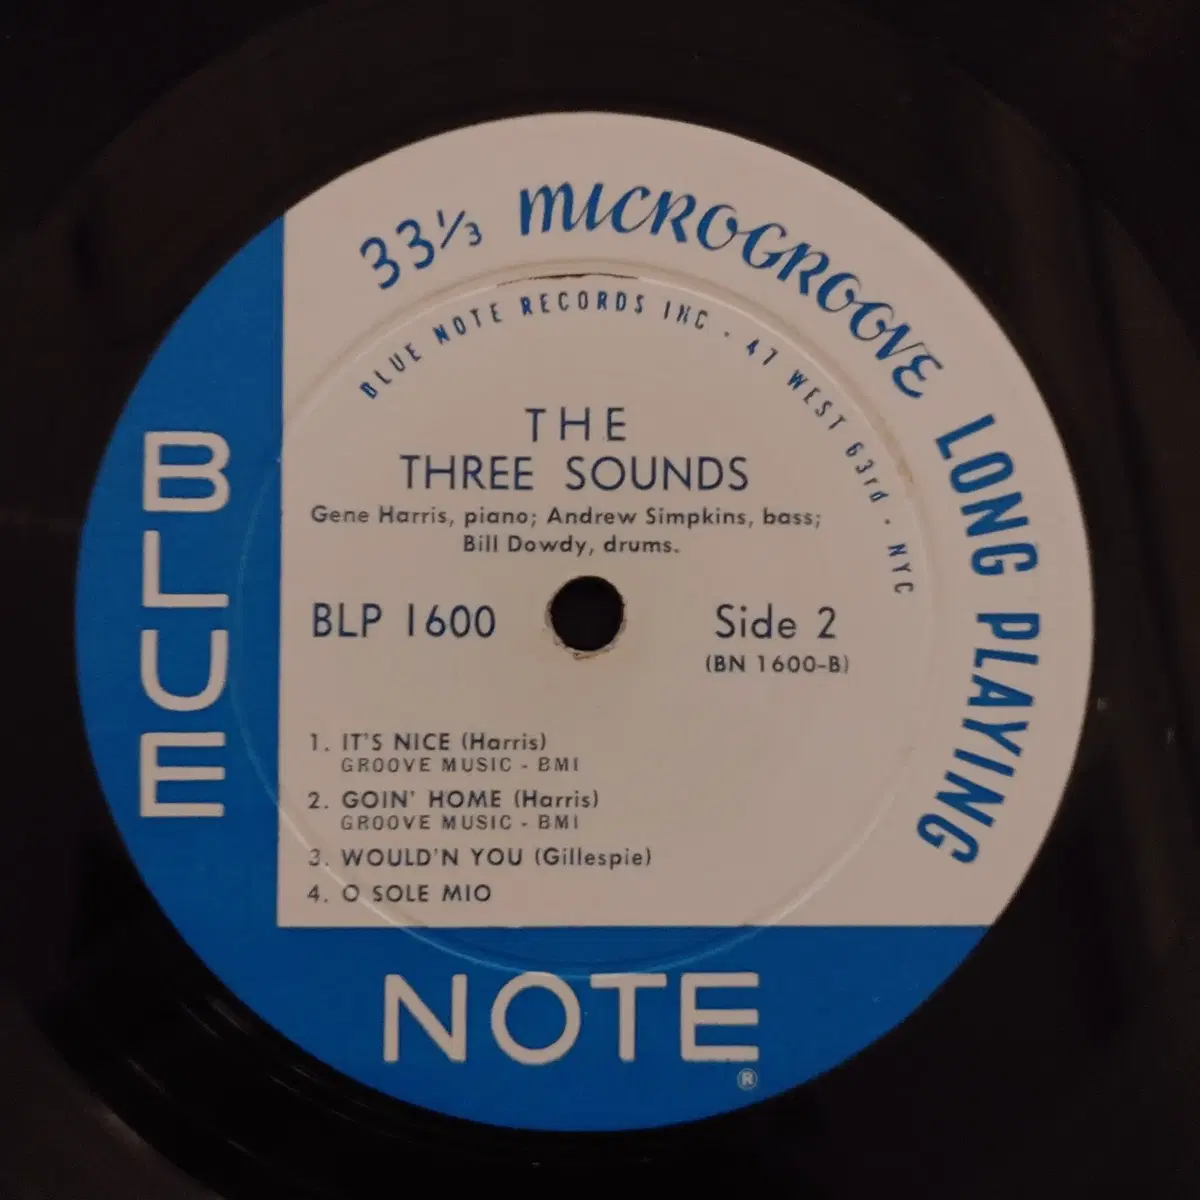 33⅓ MICROGROOVE LONG PLAYING
BLUE NOTE RECORDS INC · 47 WEST 63rd · NYC
THE
THREE SOUNDS
Gene Harris, piano; Andrew Simpkins, bass;
Bill Dowdy, drums.
BLP 1600
Side 2
(BN 1600-B)
1. IT'S NICE (Harris)
GROOVE MUSIC - BMI
2. GOIN' HOME (Harris)
GROOVE MUSIC - BMI
3. WOULD'N YOU (Gillespie)
4. O SOLE MIO
BLUE
NOTE®